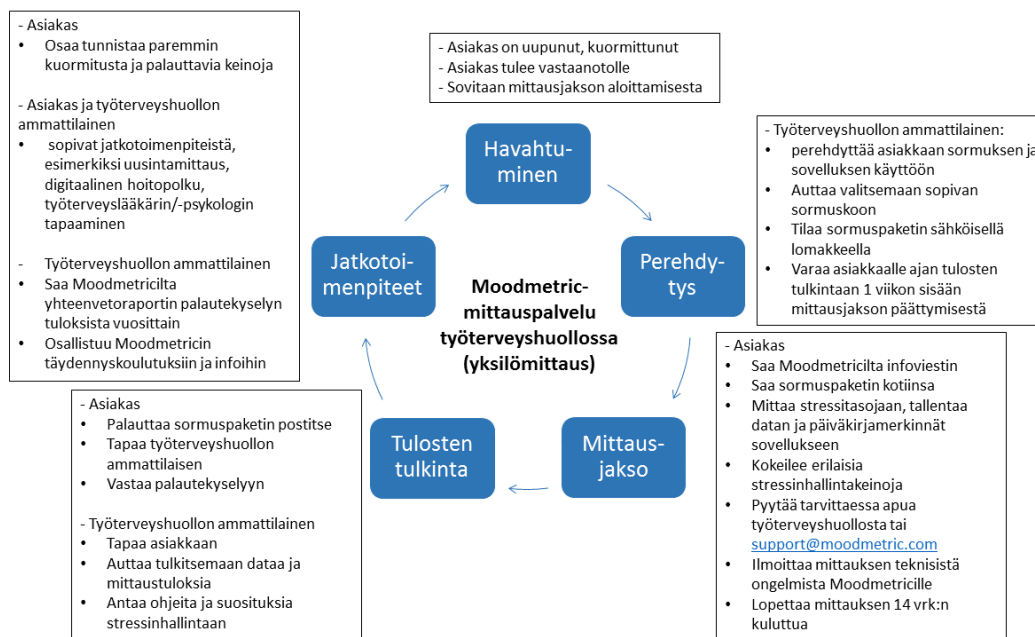 - Asiakas
• Osaa tunnistaa paremmin
kuormitusta ja palauttavia keinoja
- Asiakas ja työterveyshuollon
ammattilainen
• sopivat jatkotoimenpiteistä,
esimerkiksi uusintamittaus,
digitaalinen hoitopolku,
työterveyslääkärin/-psykologin
tapaaminen
- Työterveyshuollon ammattilainen
• Saa Moodmetricilta
yhteenvetoraportin palautekyselyn
tuloksista vuosittain
• Osallistuu Moodmetricin
täydennyskoulutuksiin ja infoihin
- Asiakas on uupunut, kuormittunut
- Asiakas tulee vastaanotolle
- Sovitaan mittausjakson aloittamisesta
Havahtu-
minen
- Työterveyshuollon ammattilainen:
• perehdyttää asiakkaan sormuksen ja
sovelluksen käyttöön
• Auttaa valitsemaan sopivan
sormuskoon
• Tilaa sormuspaketin sähköisellä
lomakkeella
• Varaa asiakkaalle ajan tulosten
tulkintaan 1 viikon sisään
mittausjakson päättymisestä
Jatkotoi-
menpiteet
Moodmetric-
mittauspalvelu
työterveyshuollossa
(yksilömittaus)
Perehdy-
tys
- Asiakas
• Saa Moodmetricilta infoviestin
• Saa sormuspaketin kotiinsa
• Mittaa stressitasojaan, tallentaa
datan ja päiväkirjamerkinnät
sovellukseen
• Kokeilee erilaisia
stressinhallintakeinoja
• Pyytää tarvittaessa apua
työterveyshuollosta tai
support@moodmetric.com
• Ilmoittaa mittauksen teknisistä
ongelmista Moodmetricille
• Lopettaa mittauksen 14 vrk:n
kuluttua
Tulosten
tulkinta
Mittaus-
jakso
- Asiakas
• Palauttaa sormuspaketin postitse
• Tapaa työterveyshuollon
ammattilaisen
• Vastaa palautekyselyyn
- Työterveyshuollon ammattilainen
• Tapaa asiakkaan
• Auttaa tulkitsemaan dataa ja
mittaustuloksia
• Antaa ohjeita ja suosituksia
stressinhallintaan